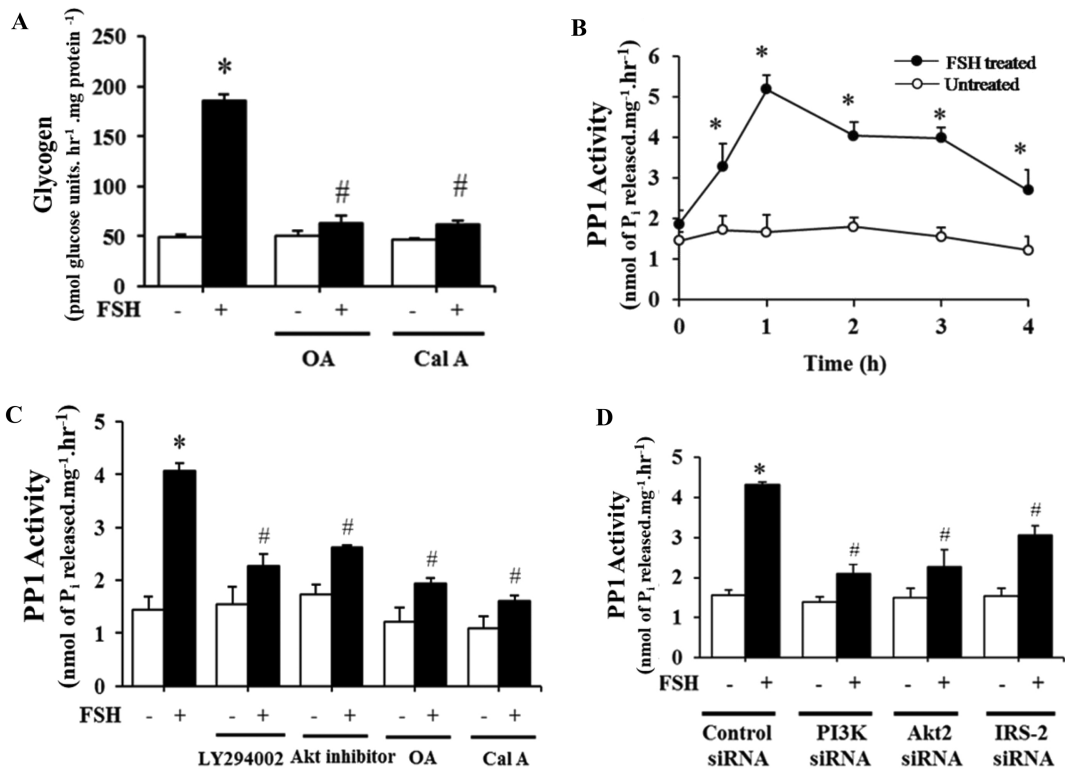 A
Glycogen
(pmol glucose units. hr⁻¹ .mg protein ⁻¹)
250
200
150
100
50
0
*
#
#
FSH - + - + - +
OA Cal A
B
PP1 Activity
(nmol of Pi released.mg⁻¹.hr⁻¹)
6
5
4
3
2
1
0
* * * * *
FSH treated
Untreated
0 1 2 3 4
Time (h)
C
PP1 Activity
(nmol of Pi released.mg⁻¹.hr⁻¹)
5
4
3
2
1
0
*
# # # #
FSH - + - + - + - + - +
LY294002 Akt inhibitor OA Cal A
D
PP1 Activity
(nmol of Pi released.mg⁻¹.hr⁻¹)
5
4
3
2
1
0
*
# # #
FSH - + - + - + - +
Control PI3K Akt2 IRS-2
siRNA siRNA siRNA siRNA